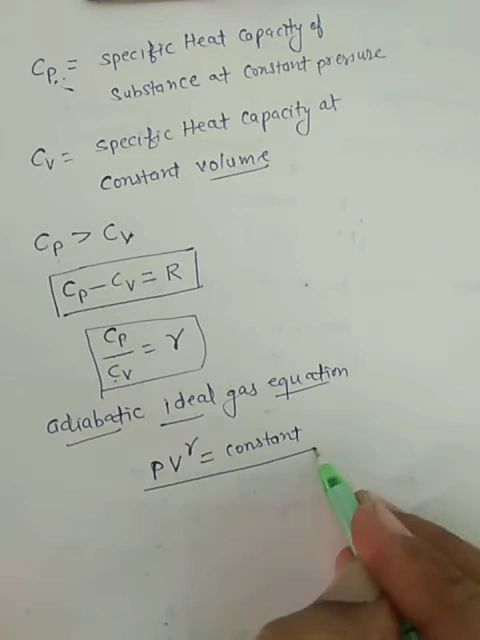 Cp = specific Heat capacity of
substance at constant pressure
Cv = specific Heat capacity at
constant volume
Cp > Cv
Cp - Cv = R
Cp/Cv = γ
adiabatic ideal gas equation
PV^γ = constant